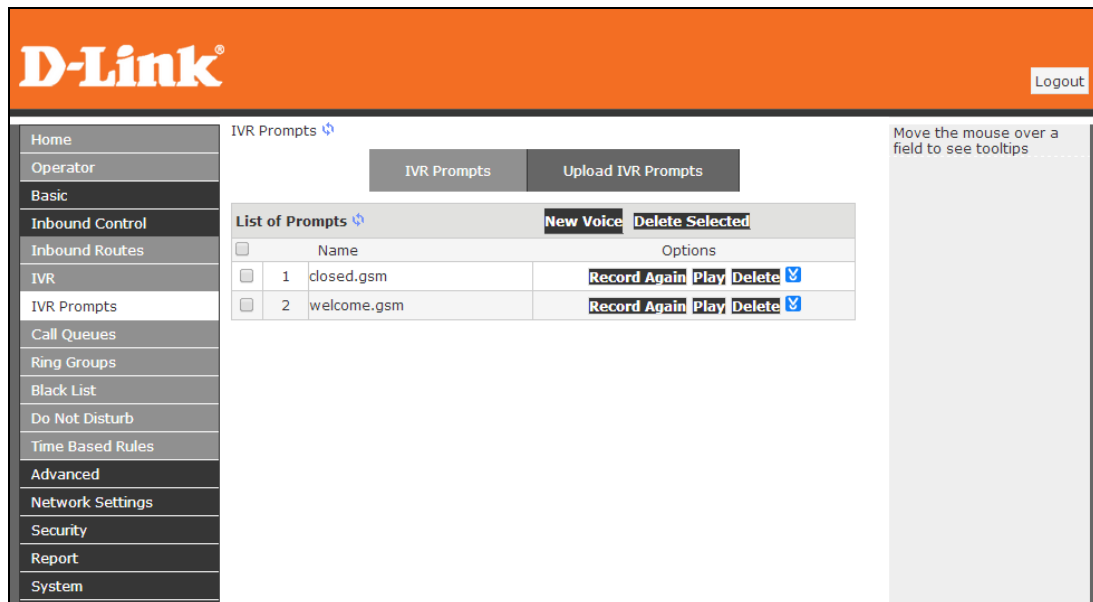 D-Link®
Logout
Home
Operator
Basic
Inbound Control
Inbound Routes
IVR
IVR Prompts
Call Queues
Ring Groups
Black List
Do Not Disturb
Time Based Rules
Advanced
Network Settings
Security
Report
System
IVR Prompts
IVR Prompts Upload IVR Prompts
List of Prompts New Voice Delete Selected
Name Options
1 closed.gsm Record Again Play Delete
2 welcome.gsm Record Again Play Delete
Move the mouse over a
field to see tooltips